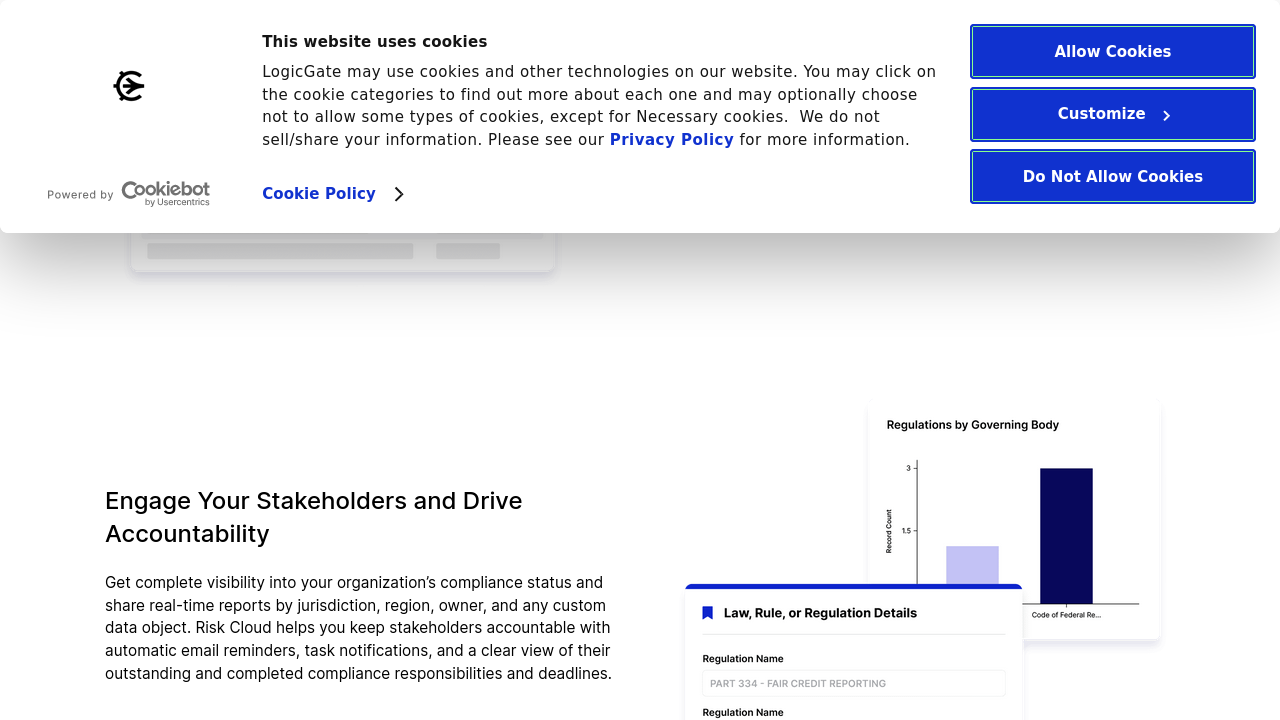 This website uses cookies
LogicGate may use cookies and other technologies on our website. You may click on
the cookie categories to find out more about each one and may optionally choose
not to allow some types of cookies, except for Necessary cookies.  We do not
sell/share your information. Please see our Privacy Policy for more information.
Cookie Policy
Powered by Cookiebot
by Usercentrics
Allow Cookies
Customize
Do Not Allow Cookies
Engage Your Stakeholders and Drive
Accountability
Get complete visibility into your organization’s compliance status and
share real-time reports by jurisdiction, region, owner, and any custom
data object. Risk Cloud helps you keep stakeholders accountable with
automatic email reminders, task notifications, and a clear view of their
outstanding and completed compliance responsibilities and deadlines.
Regulations by Governing Body
3
1.5
Record Count
Code of Federal Re...
Law, Rule, or Regulation Details
Regulation Name
PART 334 - FAIR CREDIT REPORTING
Regulation Name